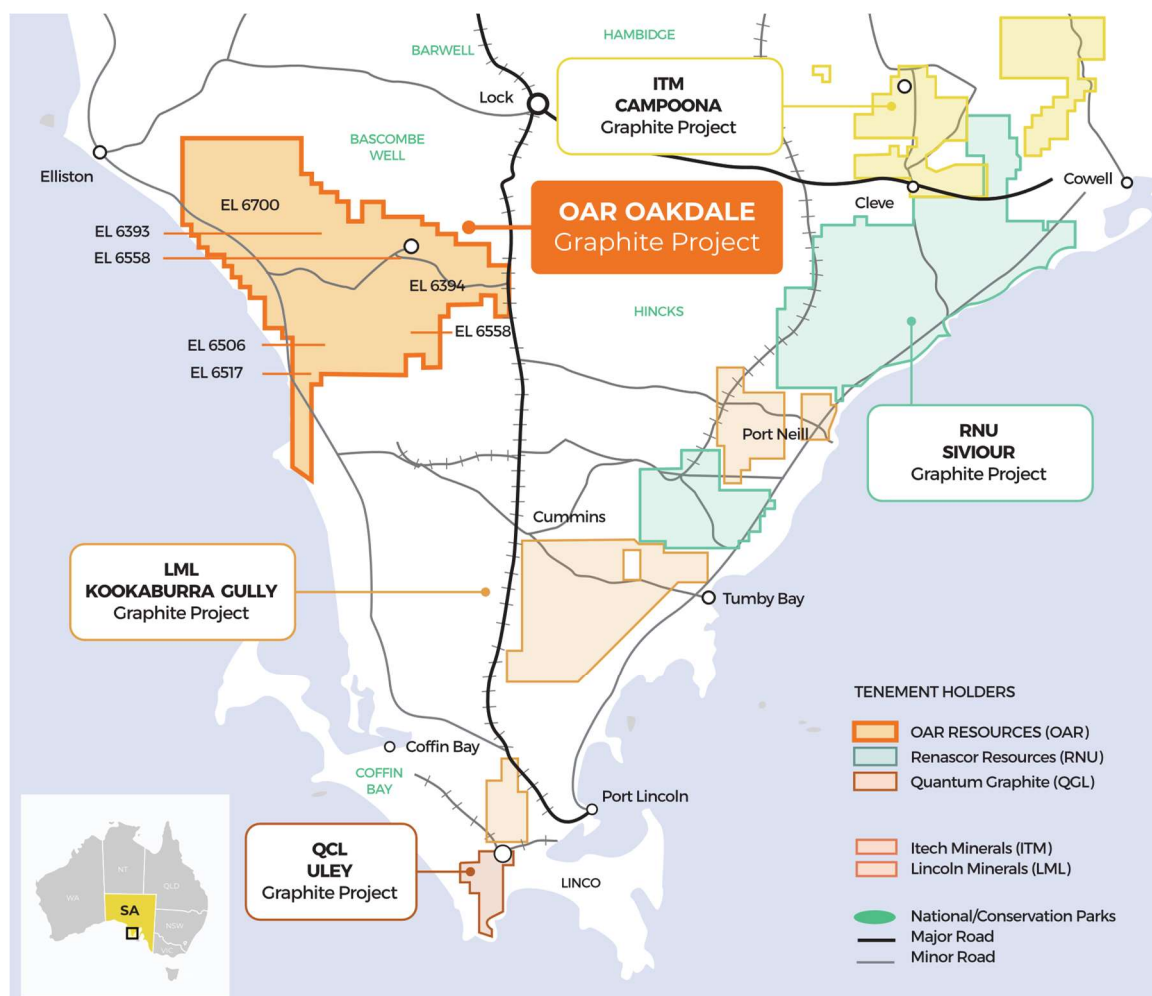 HAMBIDGE
BARWELL
Lock
ITM
CAMPOONA
Graphite Project
BASCOMBE
WELL
Elliston
Cowell
Cleve
EL 6700
OAR OAKDALE
Graphite Project
EL 6393
EL 6558
EL 6394
HINCKS
EL 6558
EL 6506
EL 6517
Port Neill
RNU
SIVIOUR
Graphite Project
Cummins
LML
KOOKABURRA GULLY
Graphite Project
Tumby Bay
TENEMENT HOLDERS
OAR RESOURCES (OAR)
Renascor Resources (RNU)
Quantum Graphite (QGL)
Itech Minerals (ITM)
Lincoln Minerals (LML)
National/Conservation Parks
Major Road
Minor Road
Coffin Bay
COFFIN
BAY
Port Lincoln
QCL
ULEY
Graphite Project
LINCO
WA
NT
QLD
SA
NSW
VIC